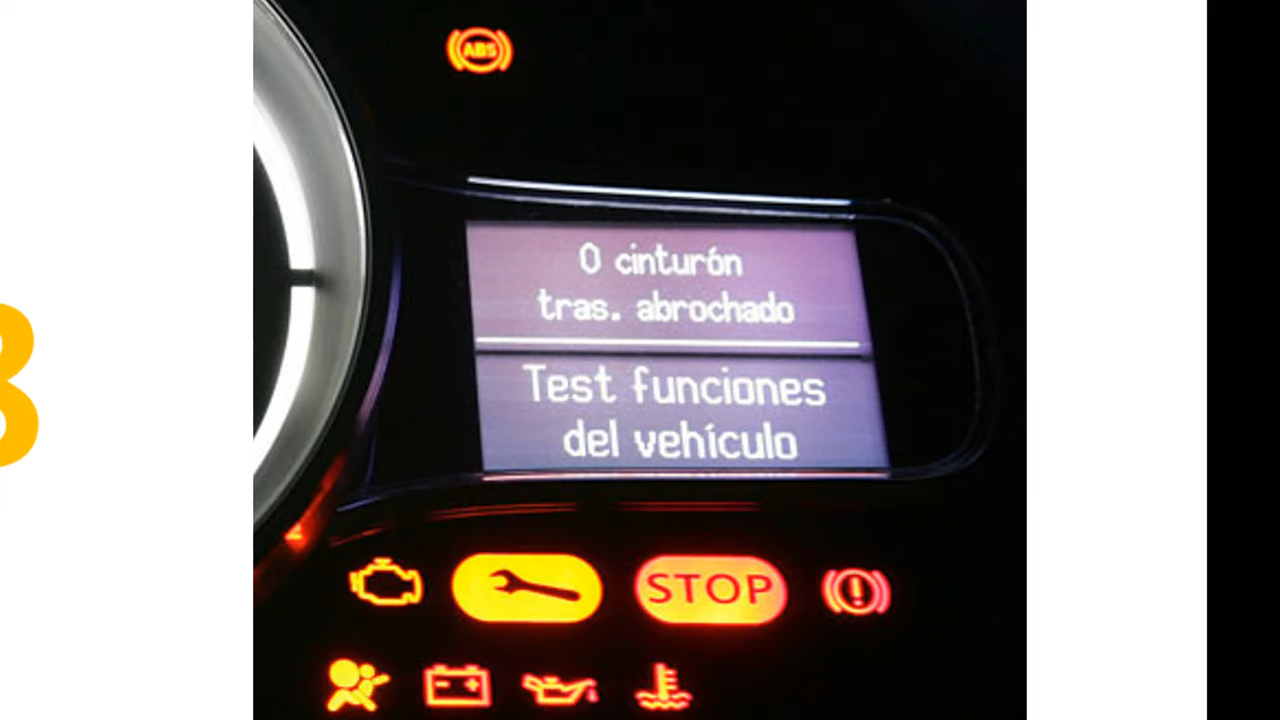 ABS
0 cinturón
tras. abrochado
Test funciones
del vehículo
STOP